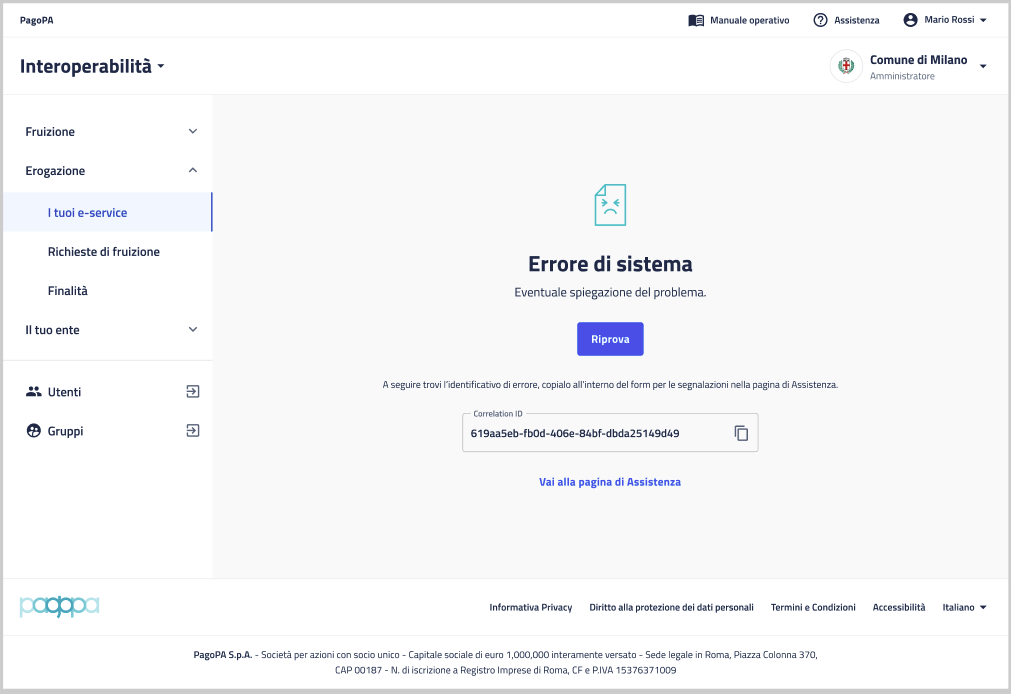 PagoPA
Manuale operativo
Assistenza
Mario Rossi
Interoperabilità
Comune di Milano
Amministratore
Fruizione
Erogazione
I tuoi e-service
Richieste di fruizione
Finalità
Il tuo ente
Utenti
Gruppi
Errore di sistema
Eventuale spiegazione del problema.
Riprova
A seguire trovi l'identificativo di errore, copialo all'interno del form per le segnalazioni nella pagina di Assistenza.
Correlation ID
619aa5eb-fb0d-406e-84bf-dbda25149d49
Vai alla pagina di Assistenza
pagopa
Informativa Privacy
Diritto alla protezione dei dati personali
Termini e Condizioni
Accessibilità
Italiano
PagoPA S.p.A. - Società per azioni con socio unico - Capitale sociale di euro 1,000,000 interamente versato - Sede legale in Roma, Piazza Colonna 370,
CAP 00187 - N. di iscrizione a Registro Imprese di Roma, CF e P.IVA 15376371009